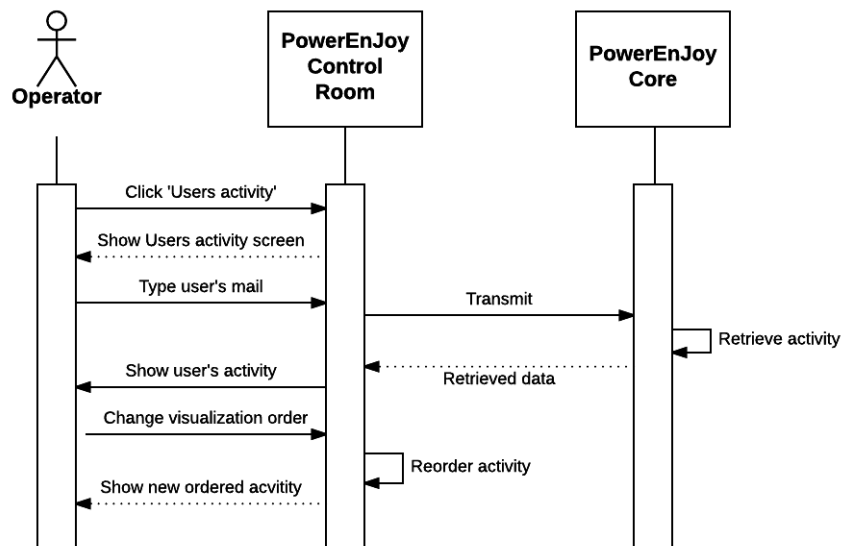 PowerEnJoy
Control
Room
PowerEnJoy
Core
Operator
Click 'Users activity'
Show Users activity screen
Type user's mail
Transmit
Retrieve activity
Show user's activity
Retrieved data
Change visualization order
Reorder activity
Show new ordered acvitity